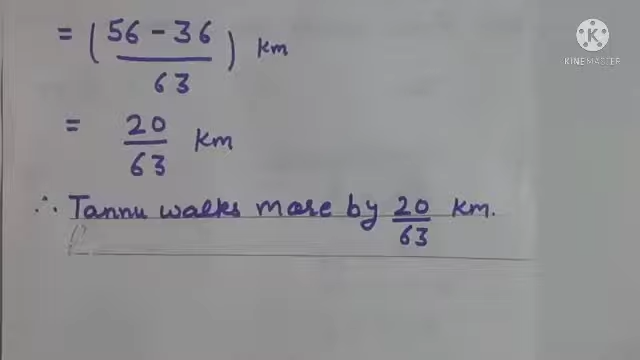 = (56 - 36 / 63) km
= 20/63 km
∴ Tannu walks more by 20/63 km.
KINEMASTER